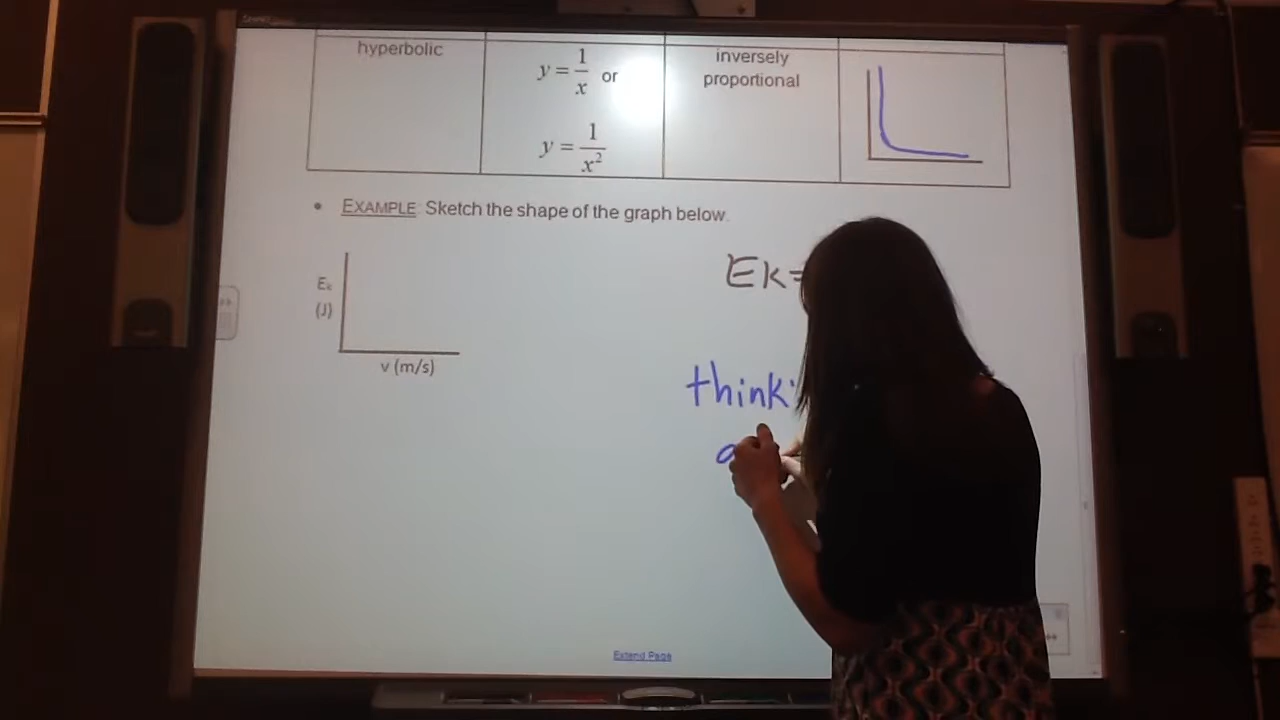 hyperbolic
y = 1/x or
y = 1/x²
inversely
proportional
• EXAMPLE: Sketch the shape of the graph below.
Eₖ
(J)
v (m/s)
Ek=
think:
Extend Page